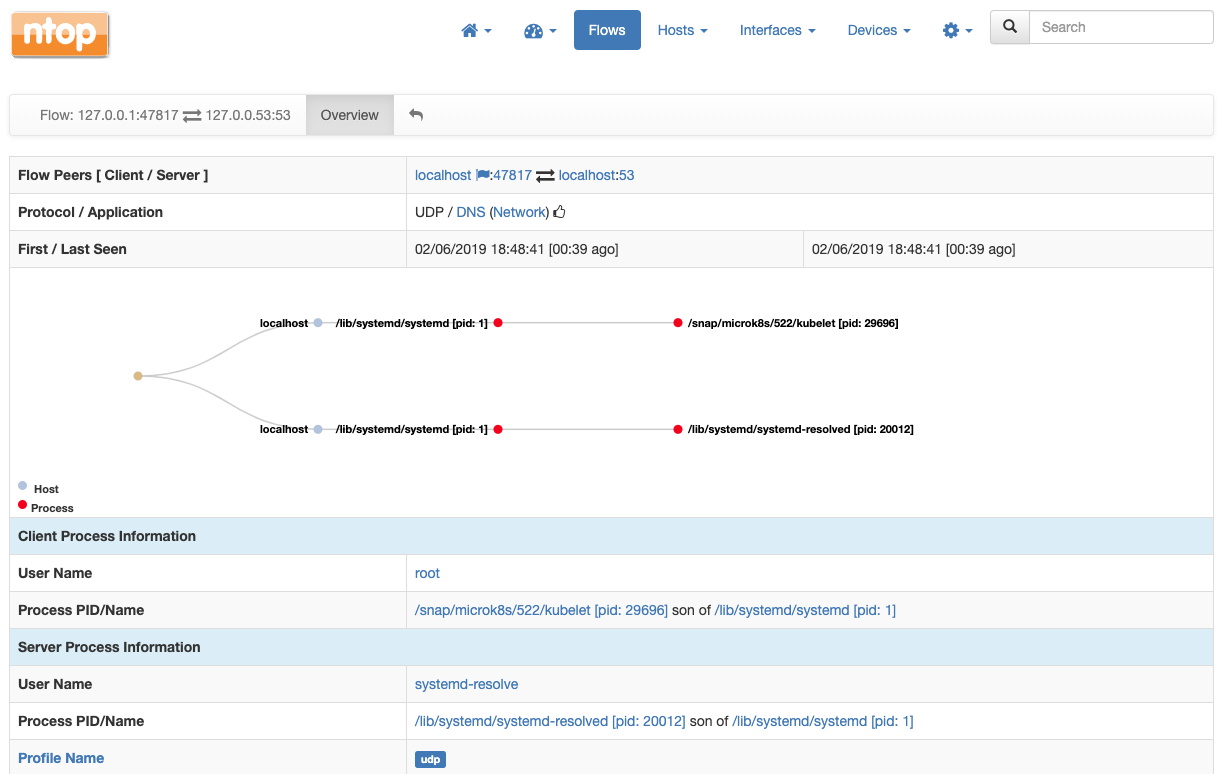 ntop Flows Hosts Interfaces Devices Search
Flow: 127.0.0.1:47817 127.0.0.53:53 Overview
Flow Peers [ Client / Server ] localhost :47817 localhost:53
Protocol / Application UDP / DNS (Network)
First / Last Seen 02/06/2019 18:48:41 [00:39 ago] 02/06/2019 18:48:41 [00:39 ago]
localhost /lib/systemd/systemd [pid: 1] /snap/microk8s/522/kubelet [pid: 29696]
localhost /lib/systemd/systemd [pid: 1] /lib/systemd/systemd-resolved [pid: 20012]
Host
Process
Client Process Information
User Name root
Process PID/Name /snap/microk8s/522/kubelet [pid: 29696] son of /lib/systemd/systemd [pid: 1]
Server Process Information
User Name systemd-resolve
Process PID/Name /lib/systemd/systemd-resolved [pid: 20012] son of /lib/systemd/systemd [pid: 1]
Profile Name udp